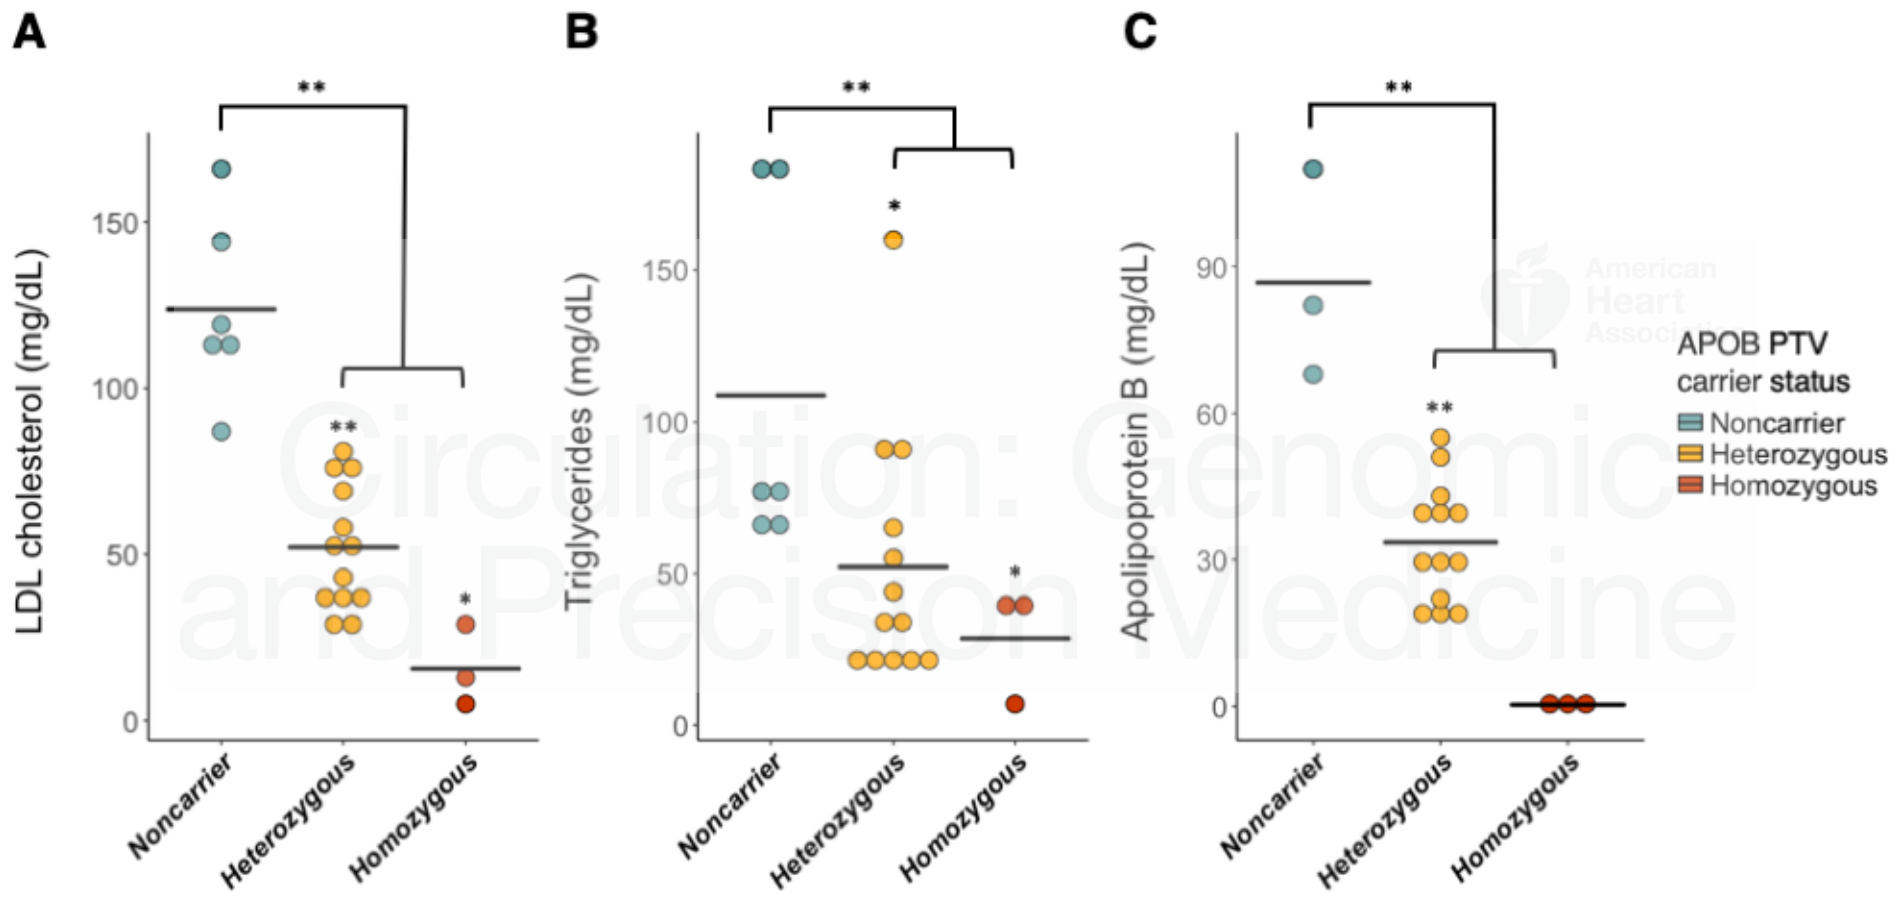 A
**
LDL cholesterol (mg/dL)
150
100
50
0
**
*
Noncarrier
Heterozygous
Homozygous
B
**
Triglycerides (mg/dL)
150
100
50
0
*
*
Noncarrier
Heterozygous
Homozygous
C
**
Apolipoprotein B (mg/dL)
90
60
30
0
**
Noncarrier
Heterozygous
Homozygous
APOB PTV
carrier status
Noncarrier
Heterozygous
Homozygous
American
Heart
Association
Circulation: Genomic
and Precision Medicine